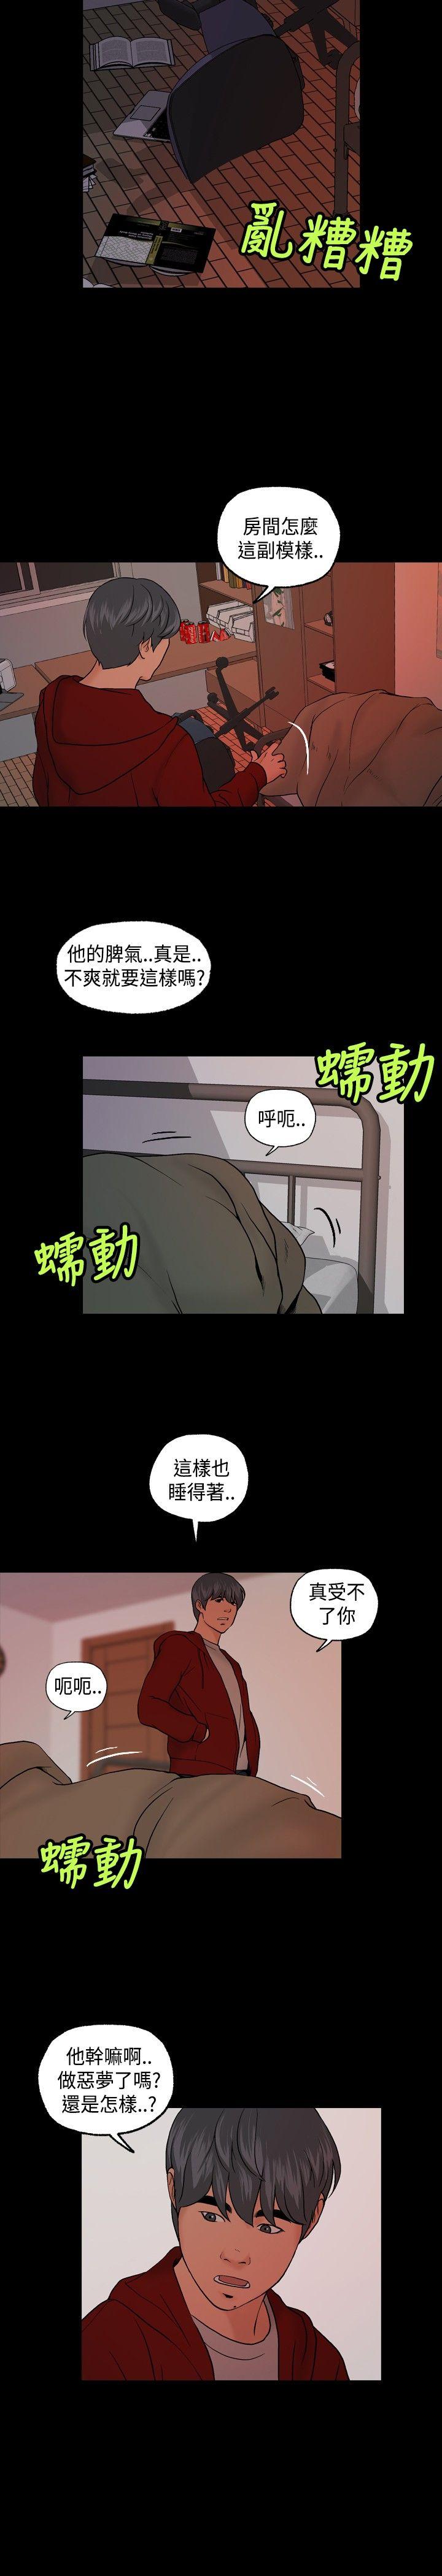 亂糟糟
房間怎麼
這副模樣..
他的脾氣..真是..
不爽就要這樣嗎?
蠕動
呼呃..
蠕動
這樣也
睡得著..
真受不
了你
呃呃..
蠕動
他幹嘛啊..
做惡夢了嗎?
還是怎樣..?